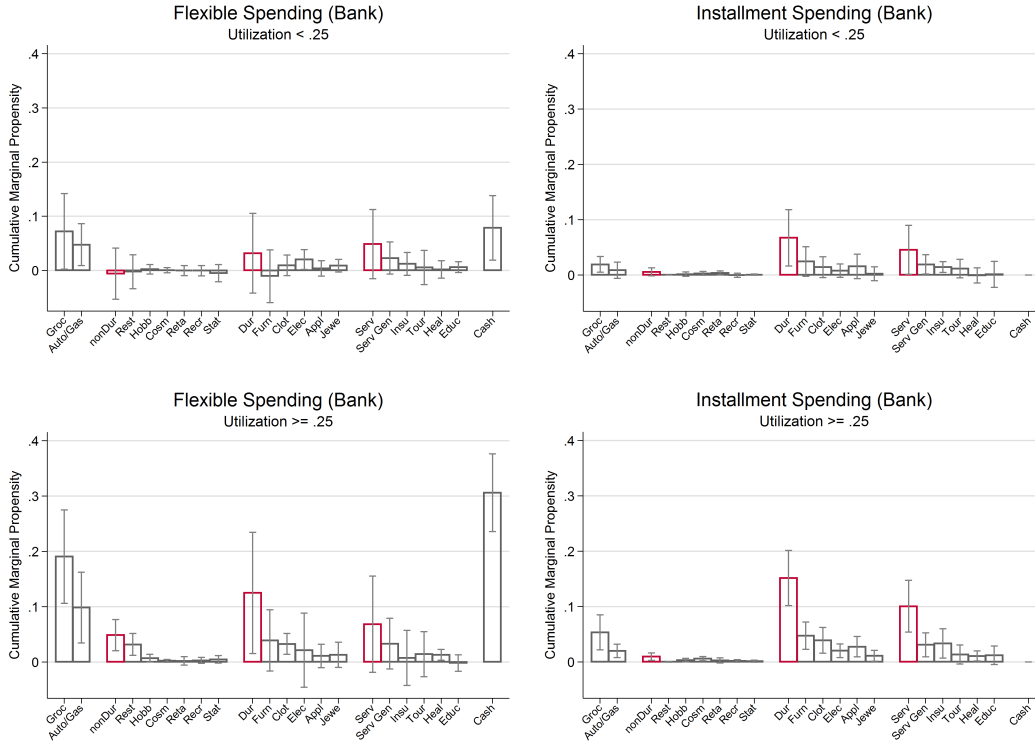 Flexible Spending (Bank)
Utilization < .25
Cumulative Marginal Propensity
.4
.3
.2
.1
0
Groc
Auto/Gas
nonDur
Rest
Hobb
Cosm
Reta
Recr
Stat
Dur
Furn
Clot
Elec
Appl
Jewe
Serv
Serv Gen
Insu
Tour
Heal
Educ
Cash
Installment Spending (Bank)
Utilization < .25
Cumulative Marginal Propensity
.4
.3
.2
.1
0
Groc
Auto/Gas
nonDur
Rest
Hobb
Cosm
Reta
Recr
Stat
Dur
Furn
Clot
Elec
Appl
Jewe
Serv
Serv Gen
Insu
Tour
Heal
Educ
Cash
Flexible Spending (Bank)
Utilization >= .25
Cumulative Marginal Propensity
.4
.3
.2
.1
0
Groc
Auto/Gas
nonDur
Rest
Hobb
Cosm
Reta
Recr
Stat
Dur
Furn
Clot
Elec
Appl
Jewe
Serv
Serv Gen
Insu
Tour
Heal
Educ
Cash
Installment Spending (Bank)
Utilization >= .25
Cumulative Marginal Propensity
.4
.3
.2
.1
0
Groc
Auto/Gas
nonDur
Rest
Hobb
Cosm
Reta
Recr
Stat
Dur
Furn
Clot
Elec
Appl
Jewe
Serv
Serv Gen
Insu
Tour
Heal
Educ
Cash